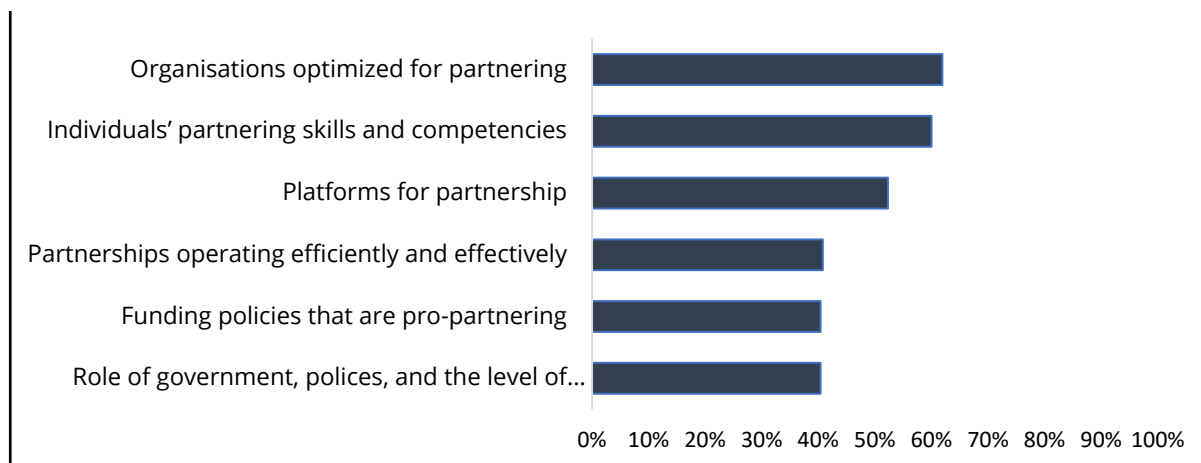 Organisations optimized for partnering
Individuals’ partnering skills and competencies
Platforms for partnership
Partnerships operating efficiently and effectively
Funding policies that are pro-partnering
Role of government, polices, and the level of...
0% 10% 20% 30% 40% 50% 60% 70% 80% 90% 100%